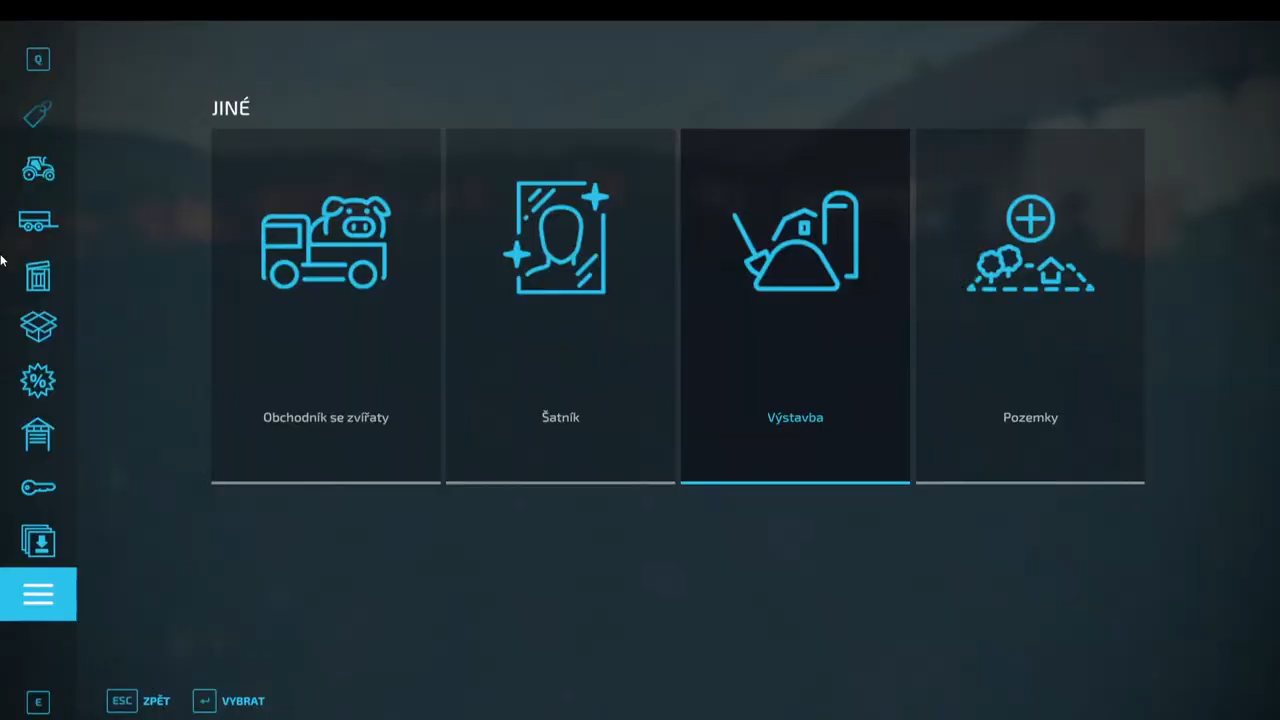 Q
JINÉ
%
Obchodník se zvířaty
Šatník
Výstavba
Pozemky
E
ESC ZPĚT
VYBRAT